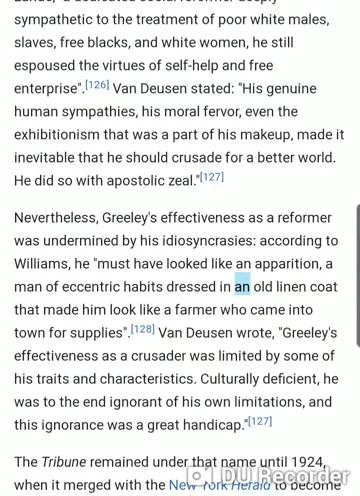 sympathetic to the treatment of poor white males,
slaves, free blacks, and white women, he still
espoused the virtues of self-help and free
enterprise".[126] Van Deusen stated: "His genuine
human sympathies, his moral fervor, even the
exhibitionism that was a part of his makeup, made it
inevitable that he should crusade for a better world.
He did so with apostolic zeal."[127]
Nevertheless, Greeley's effectiveness as a reformer
was undermined by his idiosyncrasies: according to
Williams, he "must have looked like an apparition, a
man of eccentric habits dressed in an old linen coat
that made him look like a farmer who came into
town for supplies".[128] Van Deusen wrote, "Greeley's
effectiveness as a crusader was limited by some of
his traits and characteristics. Culturally deficient, he
was to the end ignorant of his own limitations, and
this ignorance was a great handicap."[127]
The Tribune remained under that name until 1924,
when it merged with the New York Herald to become
DU Recorder